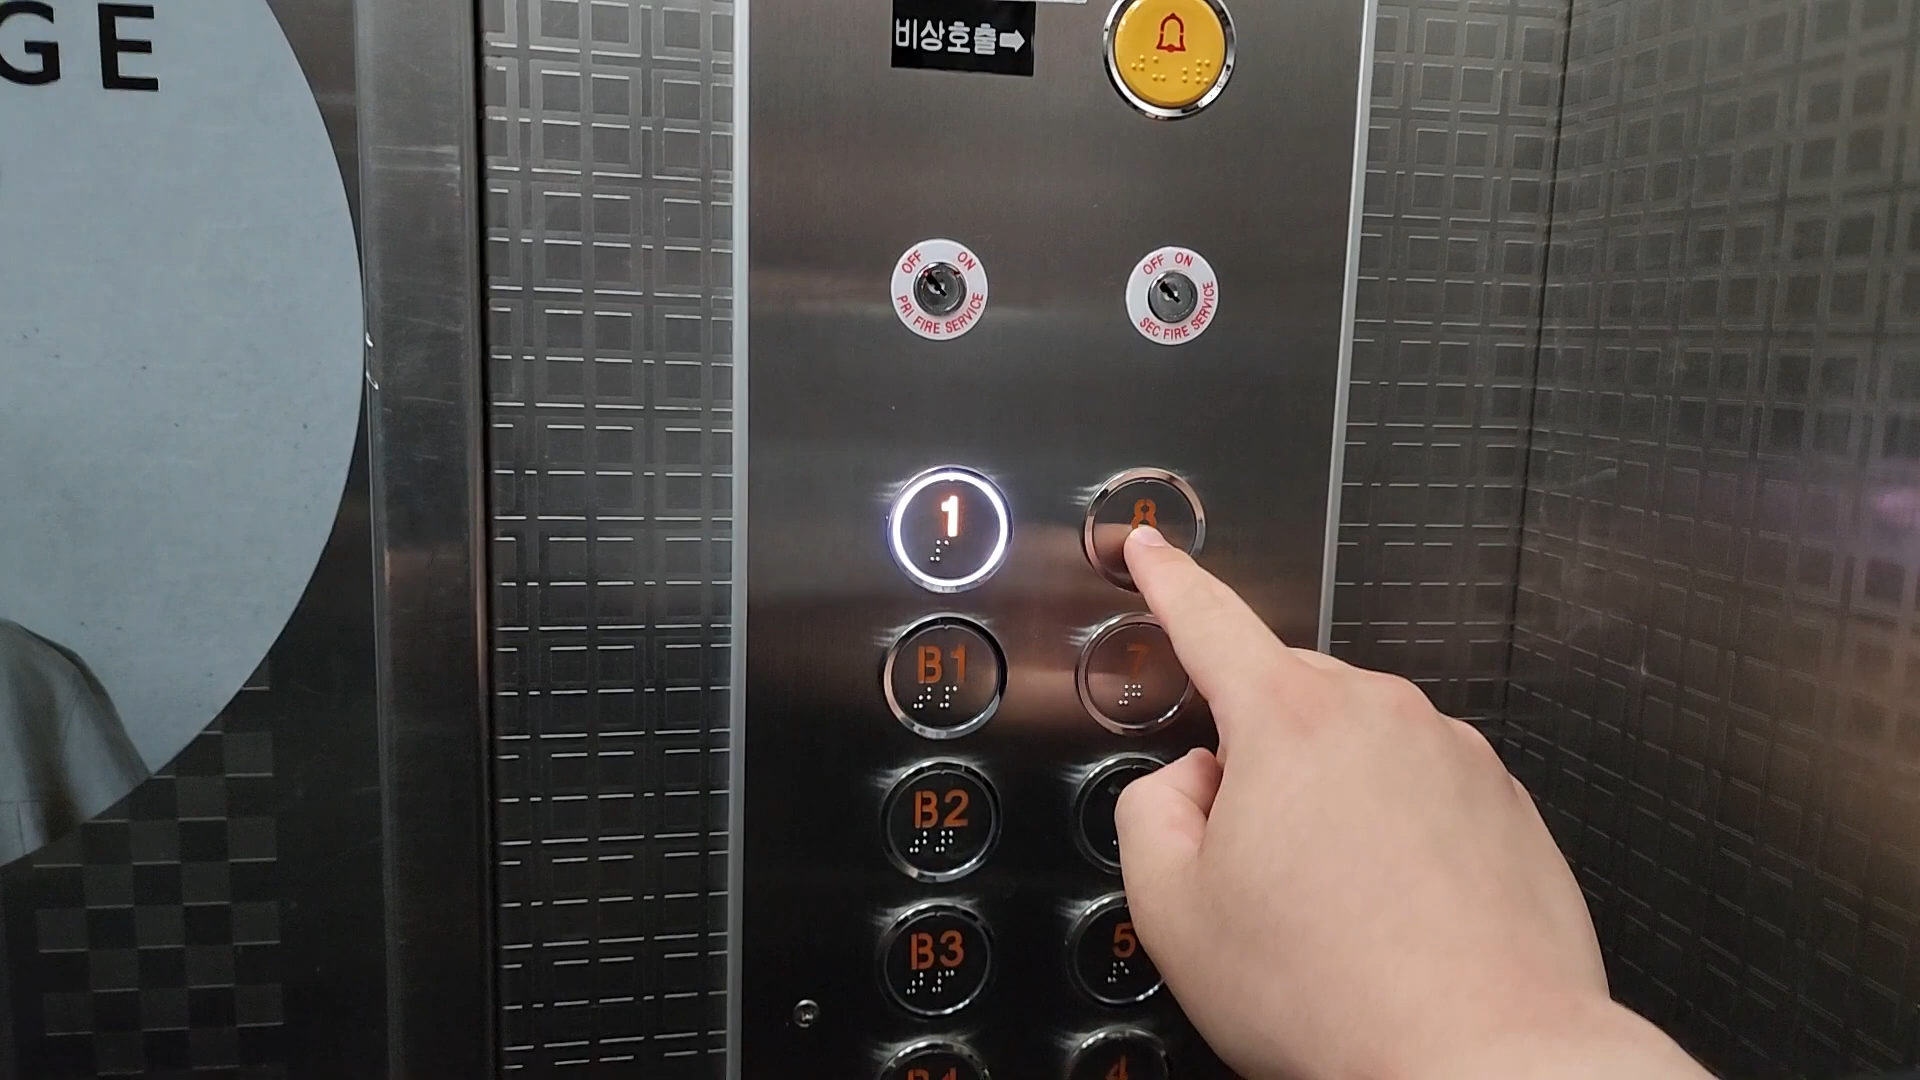 GE
비상호출➡
OFF ON
PRI FIRE SERVICE
OFF ON
SEC FIRE SERVICE
1 8
B1 7
B2
B3 5
B4 4